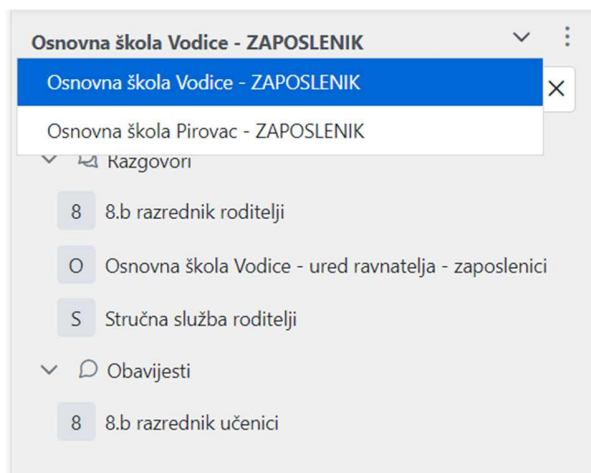 Osnovna škola Vodice - ZAPOSLENIK
Osnovna škola Vodice - ZAPOSLENIK
Osnovna škola Pirovac - ZAPOSLENIK
Razgovori
8 8.b razrednik roditelji
O Osnovna škola Vodice - ured ravnatelja - zaposlenici
S Stručna služba roditelji
Obavijesti
8 8.b razrednik učenici